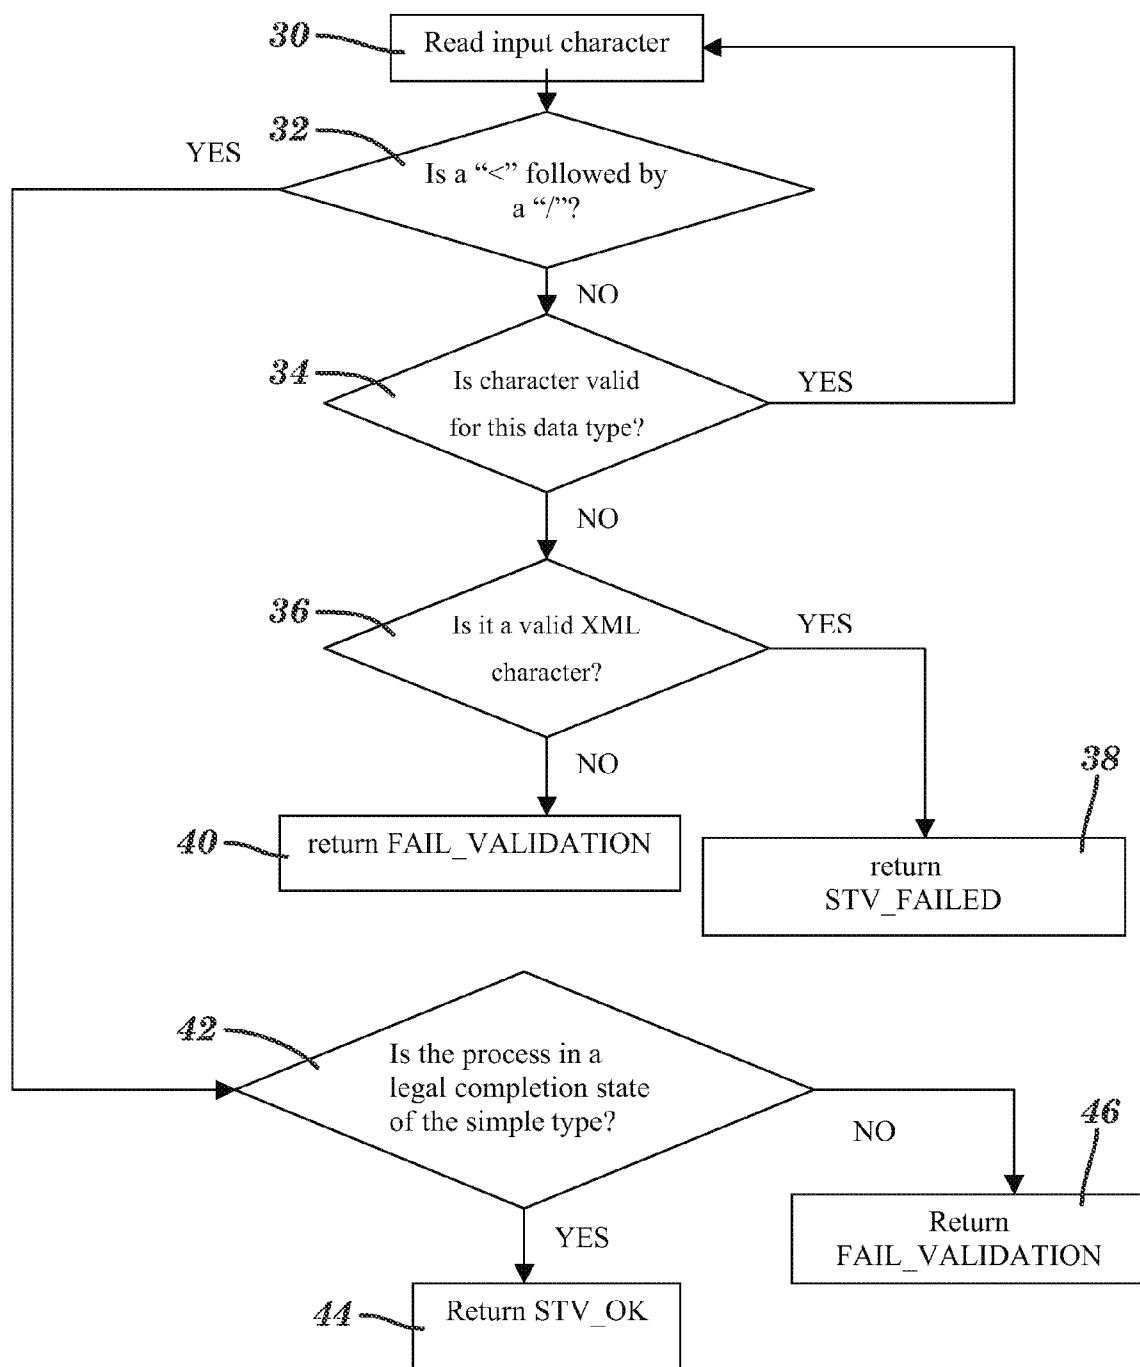 30
Read input character
32
YES
Is a “<” followed by
a “/”?
NO
34
Is character valid
for this data type?
YES
NO
36
Is it a valid XML
character?
YES
NO
38
40
return FAIL_VALIDATION
return
STV_FAILED
42
Is the process in a
legal completion state
of the simple type?
NO
46
YES
Return
FAIL_VALIDATION
44
Return STV_OK